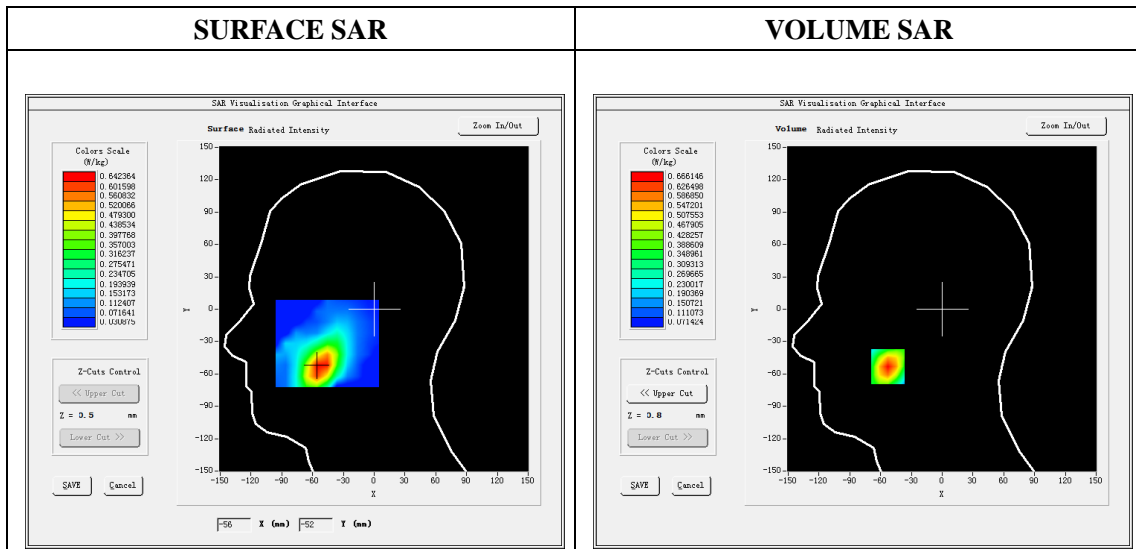 SURFACE SAR
VOLUME SAR
SAR Visualisation Graphical Interface
Surface Radiated Intensity
Zoom In/Out
Colors Scale
(W/kg)
0.642364
0.601598
0.560832
0.520066
0.479300
0.438534
0.397768
0.357003
0.316237
0.275471
0.234705
0.193939
0.153173
0.112407
0.071641
0.030875
150
120
90
60
30
0
-30
-60
-90
-120
-150
Y
-150 -120 -90 -60 -30 0 30 60 90 120 150
X
Z-Cuts Control
<< Upper Cut
Z = 0.5 mm
Lower Cut >>
SAVE Cancel
-56 X (mm) -52 Y (mm)
SAR Visualisation Graphical Interface
Volume Radiated Intensity
Zoom In/Out
Colors Scale
(W/kg)
0.666146
0.626498
0.586850
0.547201
0.507553
0.467905
0.428257
0.388609
0.348961
0.309313
0.269665
0.230017
0.190369
0.150721
0.111073
0.071424
150
120
90
60
30
0
-30
-60
-90
-120
-150
Y
-150 -120 -90 -60 -30 0 30 60 90 120 150
X
Z-Cuts Control
<< Upper Cut
Z = 0.8 mm
Lower Cut >>
SAVE Cancel